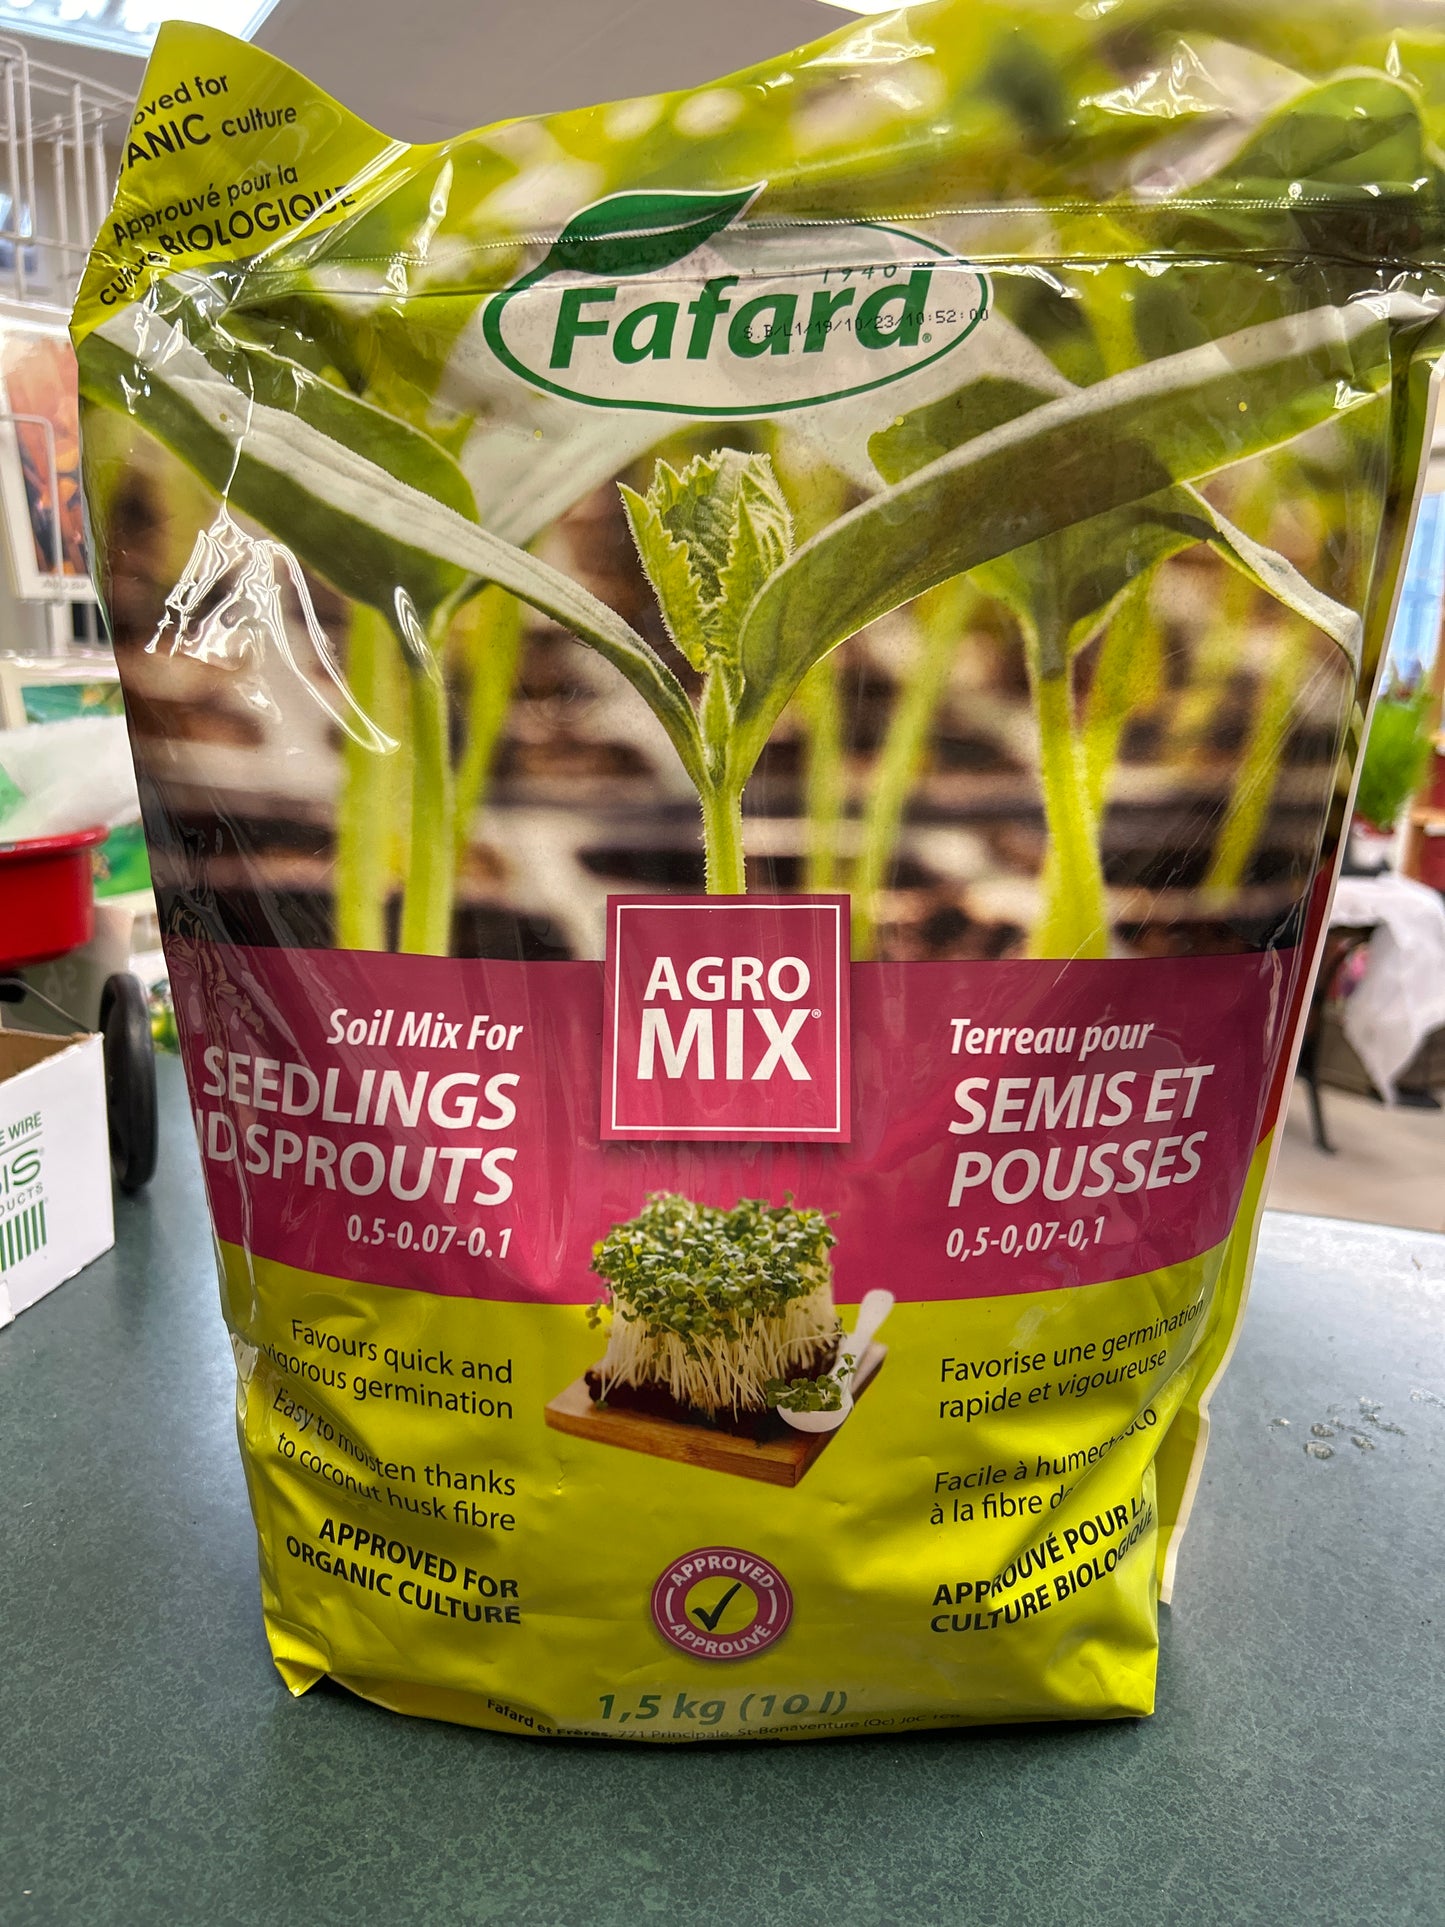 culture
ANIC
Approuvé pour la
culture BIOLOGIQUE
1940
Fafard®
S.B/L1/19/10/23/10:52:00
AGRO
MIX®
Soil Mix For
SEEDLINGS
D SPROUTS
0.5-0.07-0.1
Terreau pour
SEMIS ET
POUSSES
0,5-0,07-0,1
Favours quick and
vigorous germination
Easy to moisten thanks
to coconut husk fibre
APPROVED FOR
ORGANIC CULTURE
Favorise une germination
rapide et vigoureuse
Facile à
à la fibre
APPROUVÉ POUR LA
CULTURE BIOLOGIQUE
APPROVED
APPROUVÉ
1,5 kg (10 l)
Fafard et Frères, 771 Principale, St-Bonaventure (Qc)
WIRE